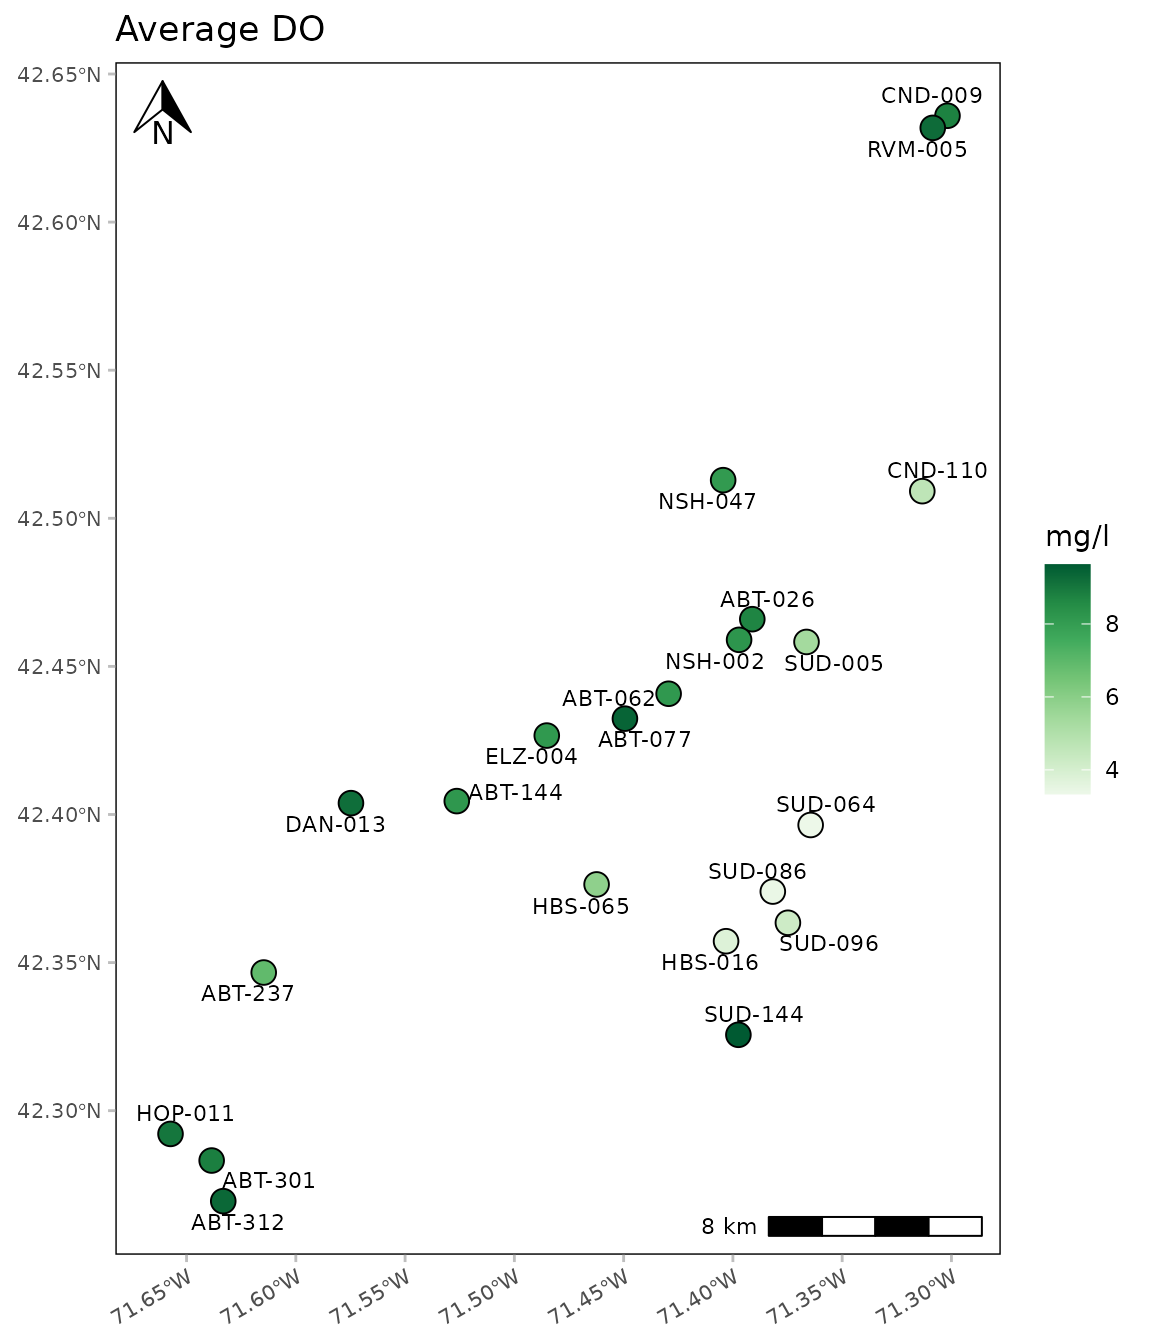 Average DO
42.65°N
N
CND-009
RVM-005
42.60°N
42.55°N
CND-110
NSH-047
42.50°N
mg/l
ABT-026
8
NSH-002
SUD-005
42.45°N
6
ABT-062
ABT-077
ELZ-004
4
ABT-144
SUD-064
42.40°N
DAN-013
SUD-086
HBS-065
SUD-096
HBS-016
42.35°N
ABT-237
SUD-144
42.30°N
HOP-011
ABT-301
ABT-312
8 km
71.65°W
71.60°W
71.55°W
71.50°W
71.45°W
71.40°W
71.35°W
71.30°W